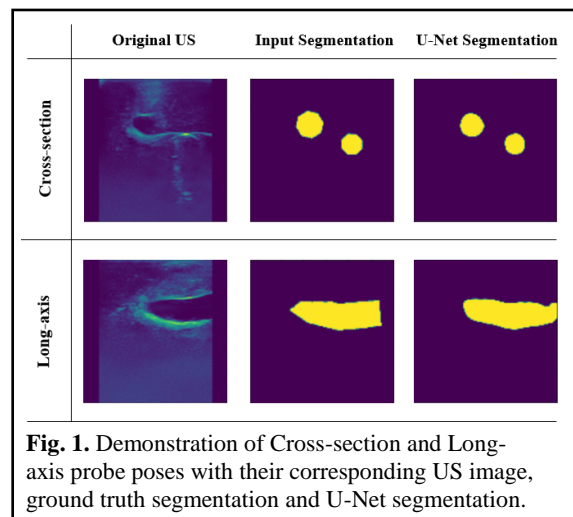 Original US Input Segmentation U-Net Segmentation
Cross-section
Long-axis
Fig. 1. Demonstration of Cross-section and Long-
axis probe poses with their corresponding US image,
ground truth segmentation and U-Net segmentation.